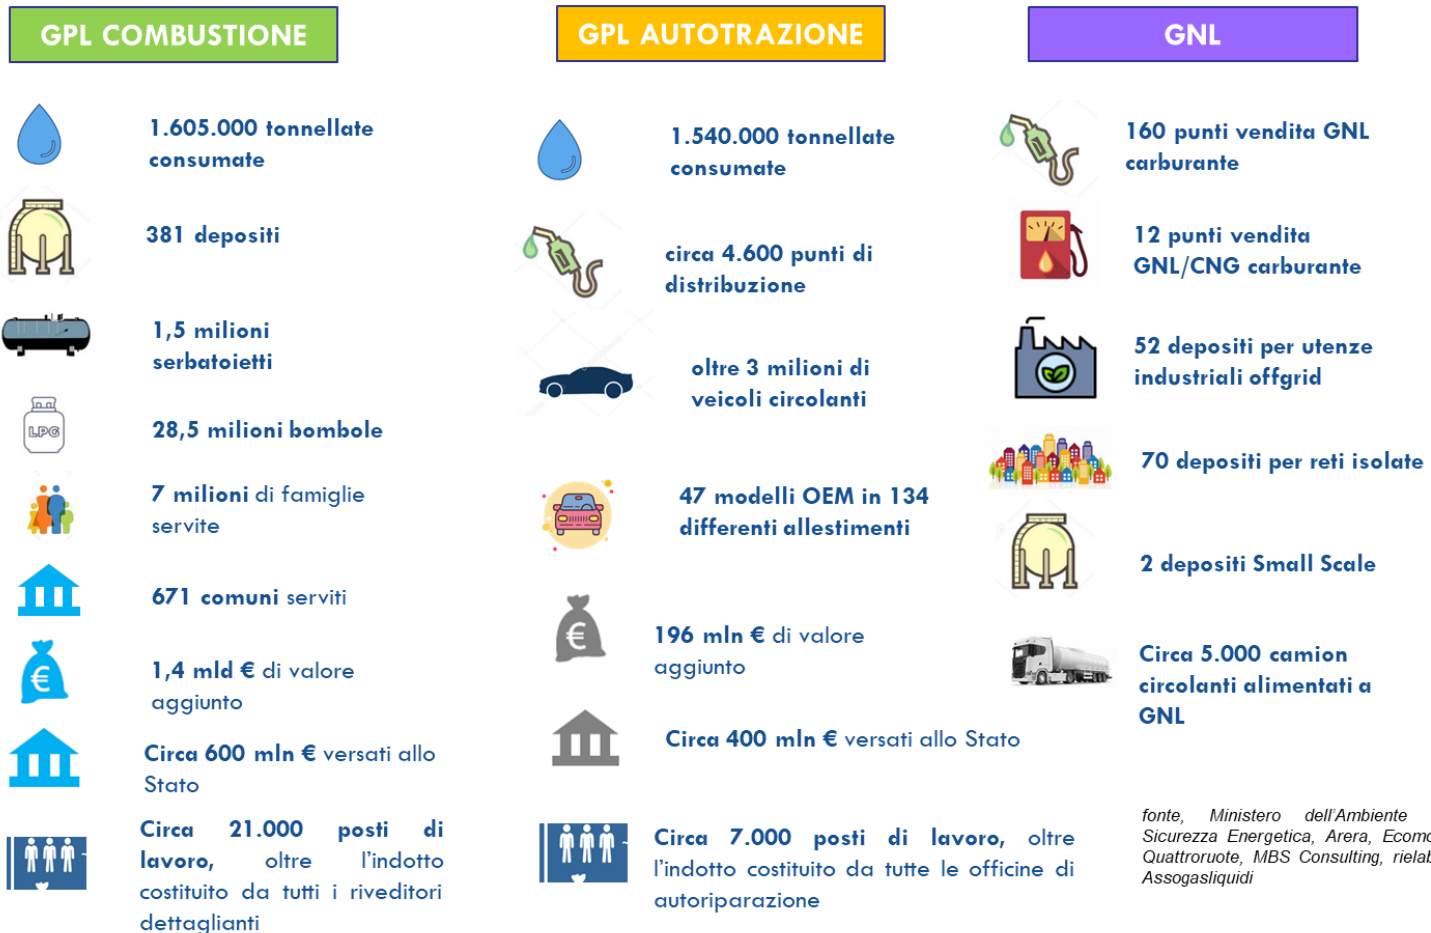 GPL COMBUSTIONE
1.605.000 tonnellate
consumate
381 depositi
1,5 milioni
serbatoietti
LPG
28,5 milioni bombole
7 milioni di famiglie
servite
671 comuni serviti
€
1,4 mld € di valore
aggiunto
Circa 600 mln € versati allo
Stato
Circa 21.000 posti di
lavoro, oltre l'indotto
costituito da tutti i riveditori
dettaglianti
GPL AUTOTRAZIONE
1.540.000 tonnellate
consumate
circa 4.600 punti di
distribuzione
oltre 3 milioni di
veicoli circolanti
47 modelli OEM in 134
differenti allestimenti
€
196 mln € di valore
aggiunto
Circa 400 mln € versati allo Stato
Circa 7.000 posti di lavoro, oltre
l'indotto costituito da tutte le officine di
autoriparazione
GNL
160 punti vendita GNL
carburante
12 punti vendita
GNL/CNG carburante
52 depositi per utenze
industriali offgrid
70 depositi per reti isolate
2 depositi Small Scale
Circa 5.000 camion
circolanti alimentati a
GNL
fonte, Ministero dell'Ambiente
Sicurezza Energetica, Arera,
Quattroruote, MBS Consulting,
Assogasliquidi